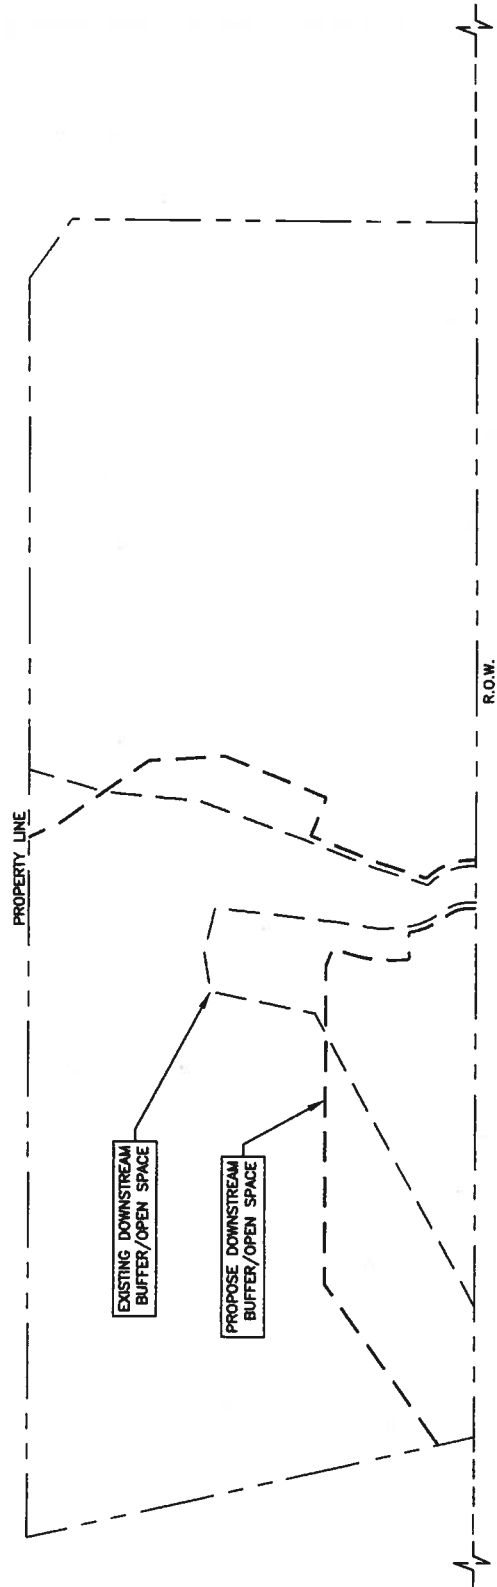 PROPERTY LINE
EXISTING DOWNSTREAM
BUFFER/OPEN SPACE
PROPOSE DOWNSTREAM
BUFFER/OPEN SPACE
R.O.W.